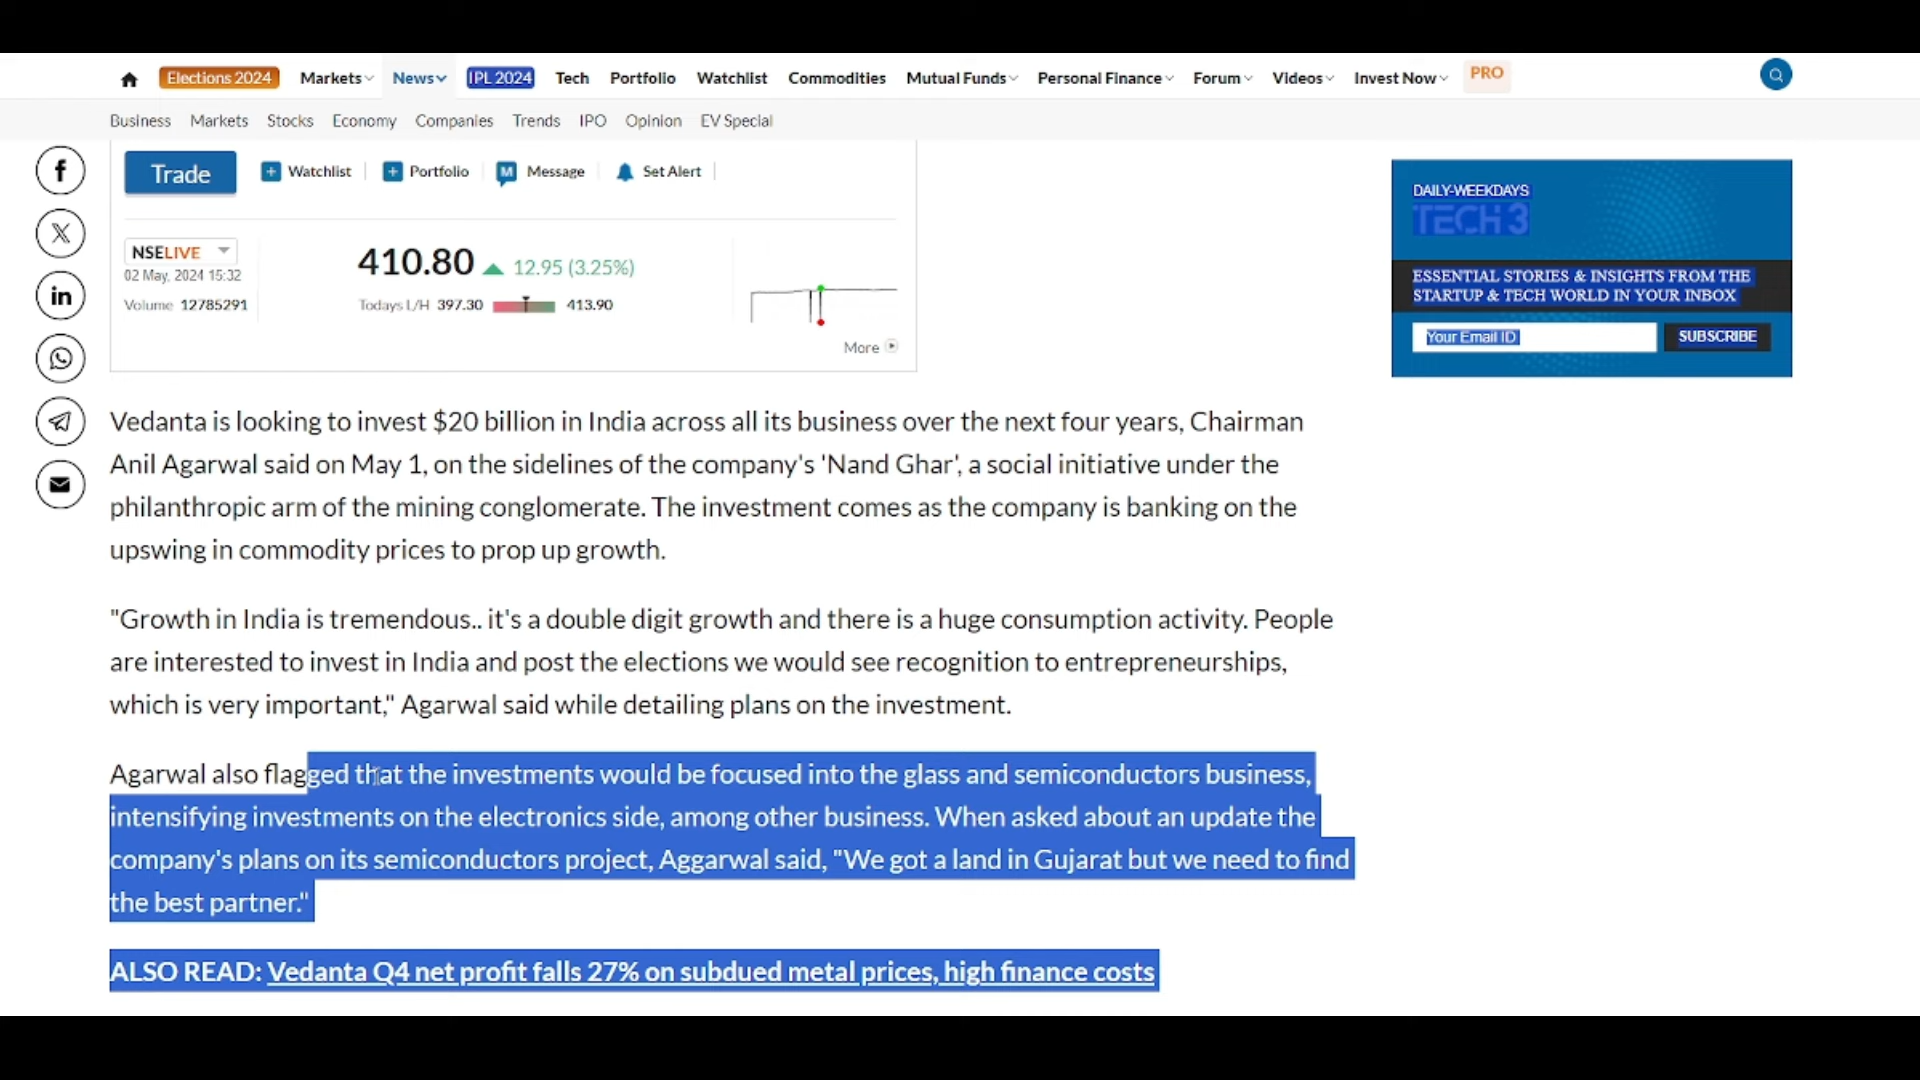 Elections 2024 Markets News IPL 2024 Tech Portfolio Watchlist Commodities Mutual Funds Personal Finance Forum Videos Invest Now PRO
Business Markets Stocks Economy Companies Trends IPO Opinion EV Special
Trade Watchlist Portfolio Message Set Alert
NSELIVE
02 May, 2024 15:32
Volume 12785291
410.80 12.95 (3.25%)
Todays L/H 397.30 413.90
More
DAILY-WEEKDAYS
TECH 3
ESSENTIAL STORIES & INSIGHTS FROM THE
STARTUP & TECH WORLD IN YOUR INBOX
Your Email ID SUBSCRIBE
Vedanta is looking to invest $20 billion in India across all its business over the next four years, Chairman
Anil Agarwal said on May 1, on the sidelines of the company's 'Nand Ghar', a social initiative under the
philanthropic arm of the mining conglomerate. The investment comes as the company is banking on the
upswing in commodity prices to prop up growth.
"Growth in India is tremendous.. it's a double digit growth and there is a huge consumption activity. People
are interested to invest in India and post the elections we would see recognition to entrepreneurships,
which is very important," Agarwal said while detailing plans on the investment.
Agarwal also flagged that the investments would be focused into the glass and semiconductors business,
intensifying investments on the electronics side, among other business. When asked about an update the
company's plans on its semiconductors project, Aggarwal said, "We got a land in Gujarat but we need to find
the best partner."
ALSO READ: Vedanta Q4 net profit falls 27% on subdued metal prices, high finance costs